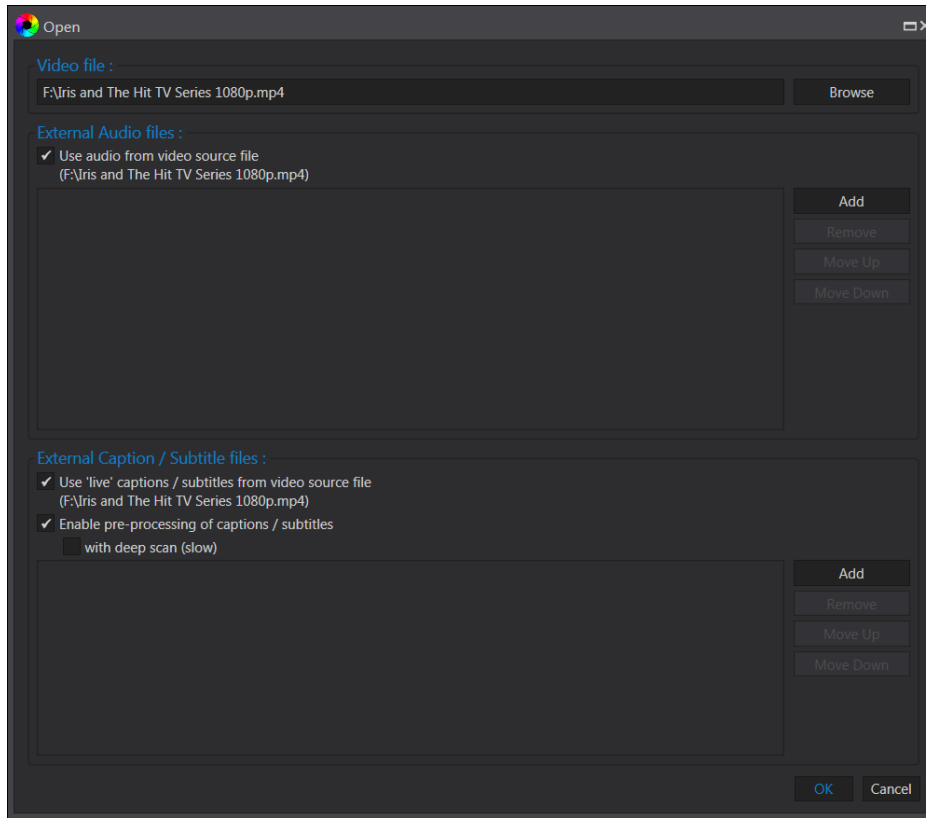 Open
Video file :
F:\Iris and The Hit TV Series 1080p.mp4
Browse
External Audio files :
Use audio from video source file
(F:\Iris and The Hit TV Series 1080p.mp4)
Add
Remove
Move Up
Move Down
External Caption / Subtitle files :
Use 'live' captions / subtitles from video source file
(F:\Iris and The Hit TV Series 1080p.mp4)
Enable pre-processing of captions / subtitles
with deep scan (slow)
Add
Remove
Move Up
Move Down
OK
Cancel